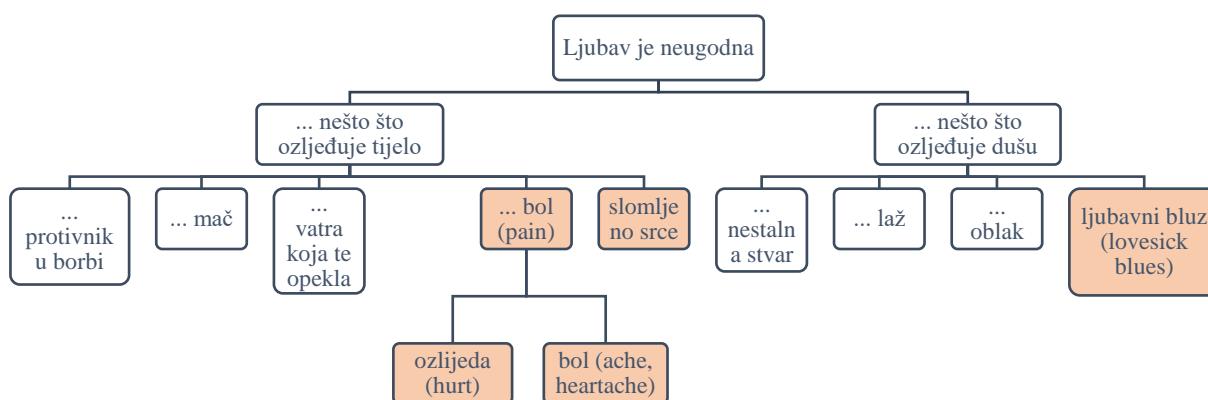 Ljubav je neugodna
... nešto što
ozljeđuje tijelo
... nešto što
ozljeđuje dušu
...
protivnik
u borbi
... mač
...
vatra
koja te
opekla
... bol
(pain)
slomlje
no srce
...
nestaln
a stvar
... laž
...
oblak
ljubavni bluz
(lovesick
blues)
ozlijeda
(hurt)
bol (ache,
heartache)